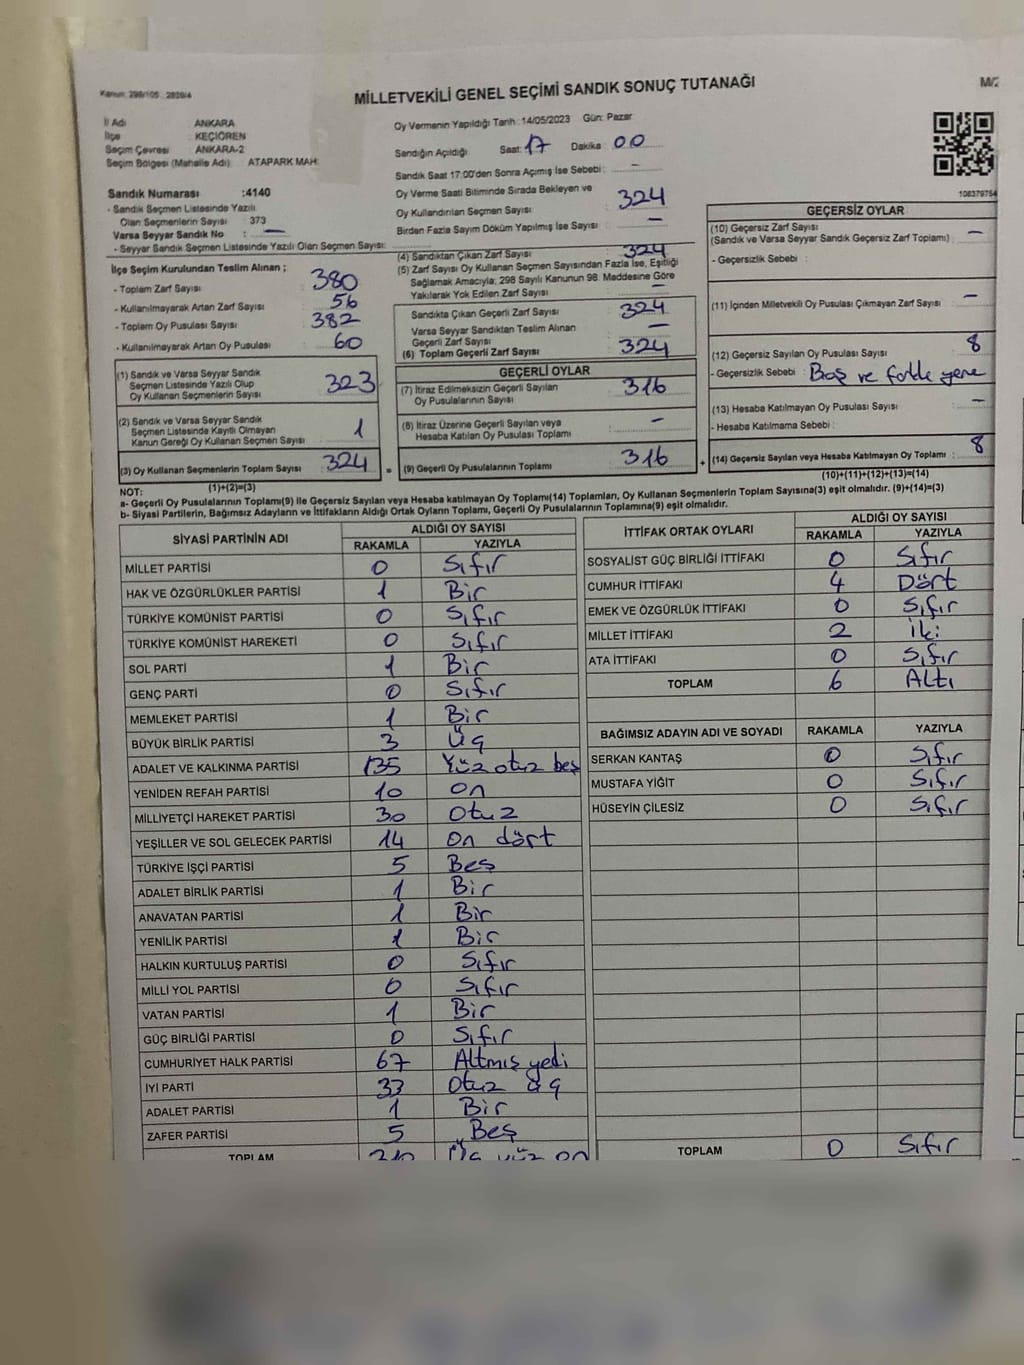 Kanun: 298/105 : 2839/4
MİLLETVEKİLİ GENEL SEÇİMİ SANDIK SONUÇ TUTANAĞI
İl Adı ANKARA
İlçe KEÇİÖREN
Seçim Çevresi ANKARA-2
Seçim Bölgesi (Mahalle Adı) : ATAPARK MAH.
Sandık Numarası :4140
- Sandık Seçmen Listesinde Yazılı
Olan Seçmenlerin Sayısı : 373
Varsa Seyyar Sandık No : —
- Seyyar Sandık Seçmen Listesinde Yazılı Olan Seçmen Sayısı:
Oy Vermenin Yapıldığı Tarih :14/05/2023 Gün: Pazar
Sandığın Açıldığı Saat: 17 Dakika : 00
Sandık Saat 17:00'den Sonra Açımış İse Sebebi : —
Oy Verme Saati Bitiminde Sırada Bekleyen ve
Oy Kullandırılan Seçmen Sayısı : 324
Birden Fazla Sayım Döküm Yapılmış İse Sayısı : —
108379754
İlçe Seçim Kurulundan Teslim Alınan ;
- Toplam Zarf Sayısı : 380
- Kullanılmayarak Artan Zarf Sayısı : 56
- Toplam Oy Pusulası Sayısı : 382
- Kullanılmayarak Artan Oy Pusulası : 60
(1) Sandık ve Varsa Seyyar Sandık
Seçmen Listesinde Yazılı Olup
Oy Kullanan Seçmenlerin Sayısı : 323
(2) Sandık ve Varsa Seyyar Sandık
Seçmen Listesinde Kayıtlı Olmayan
Kanun Gereği Oy Kullanan Seçmen Sayısı : 1
(3) Oy Kullanan Seçmenlerin Toplam Sayısı : 324
(1)+(2)=(3)
(4) Sandıktan Çıkan Zarf Sayısı : 324
(5) Zarf Sayısı Oy Kullanan Seçmen Sayısından Fazla İse, Eşitliği
Sağlamak Amacıyla; 298 Sayılı Kanunun 98. Maddesine Göre
Yakılarak Yok Edilen Zarf Sayısı : —
Sandıkta Çıkan Geçerli Zarf Sayısı : 324
Varsa Seyyar Sandıktan Teslim Alınan
Geçerli Zarf Sayısı : —
(6) Toplam Geçerli Zarf Sayısı : 324
GEÇERLİ OYLAR
(7) İtiraz Edilmeksizin Geçerli Sayılan
Oy Pusulalarının Sayısı : 316
(8) İtiraz Üzerine Geçerli Sayılan veya
Hesaba Katılan Oy Pusulası Toplamı : —
= (9) Geçerli Oy Pusulalarının Toplamı : 316
GEÇERSİZ OYLAR
(10) Geçersiz Zarf Sayısı
(Sandık ve Varsa Seyyar Sandık Geçersiz Zarf Toplamı) : —
- Geçersizlik Sebebi :
(11) İçinden Milletvekili Oy Pusulası Çıkmayan Zarf Sayısı : —
(12) Geçersiz Sayılan Oy Pusulası Sayısı : 8
- Geçersizlik Sebebi : Boş ve
(13) Hesaba Katılmayan Oy Pusulası Sayısı : —
- Hesaba Katılmama Sebebi :
+ (14) Geçersiz Sayılan veya Hesaba Katılmayan Oy Toplamı : 8
(10)+(11)+(12)+(13)=(14)
NOT:
a- Geçerli Oy Pusulalarının Toplamı(9) ile Geçersiz Sayılan veya Hesaba katılmayan Oy Toplamı(14) Toplamları, Oy Kullanan Seçmenlerin Toplam Sayısına(3) eşit olmalıdır. (9)+(14)=(3)
b- Siyasi Partilerin, Bağımsız Adayların ve İttifakların Aldığı Ortak Oyların Toplamı, Geçerli Oy Pusulalarının Toplamına(9) eşit olmalıdır.
SİYASİ PARTİNİN ADI ALDIĞI OY SAYISI
RAKAMLA YAZIYLA
MİLLET PARTİSİ 0 Sıfır
HAK VE ÖZGÜRLÜKLER PARTİSİ 1 Bir
TÜRKİYE KOMÜNİST PARTİSİ 0 Sıfır
TÜRKİYE KOMÜNİST HAREKETİ 0 Sıfır
SOL PARTİ 1 Bir
GENÇ PARTİ 0 Sıfır
MEMLEKET PARTİSİ 1 Bir
BÜYÜK BİRLİK PARTİSİ 3 Üç
ADALET VE KALKINMA PARTİSİ 135 Yüz otuz beş
YENİDEN REFAH PARTİSİ 10 On
MİLLİYETÇİ HAREKET PARTİSİ 30 Otuz
YEŞİLLER VE SOL GELECEK PARTİSİ 14 On dört
TÜRKİYE İŞÇİ PARTİSİ 5 Beş
ADALET BİRLİK PARTİSİ 1 Bir
ANAVATAN PARTİSİ 1 Bir
YENİLİK PARTİSİ 1 Bir
HALKIN KURTULUŞ PARTİSİ 0 Sıfır
MİLLİ YOL PARTİSİ 0 Sıfır
VATAN PARTİSİ 1 Bir
GÜÇ BİRLİĞİ PARTİSİ 0 Sıfır
CUMHURİYET HALK PARTİSİ 67 Altmış yedi
İYİ PARTİ 33 Otuz üç
ADALET PARTİSİ 1 Bir
ZAFER PARTİSİ 5 Beş
TOPLAM 310 Üç yüz on
İTTİFAK ORTAK OYLARI ALDIĞI OY SAYISI
RAKAMLA YAZIYLA
SOSYALİST GÜÇ BİRLİĞİ İTTİFAKI 0 Sıfır
CUMHUR İTTİFAKI 4 Dört
EMEK VE ÖZGÜRLÜK İTTİFAKI 0 Sıfır
MİLLET İTTİFAKI 2 İki
ATA İTTİFAKI 0 Sıfır
TOPLAM 6 Altı
BAĞIMSIZ ADAYIN ADI VE SOYADI RAKAMLA YAZIYLA
SERKAN KANTAŞ 0 Sıfır
MUSTAFA YİĞİT 0 Sıfır
HÜSEYİN ÇİLESİZ 0 Sıfır
TOPLAM 0 Sıfır